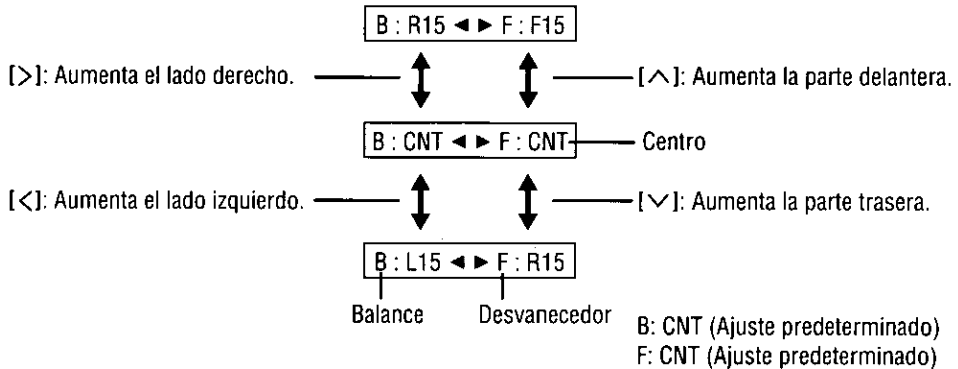 B : R15 ◄ ► F : F15
[>]: Aumenta el lado derecho.
[∧]: Aumenta la parte delantera.
B : CNT ◄ ► F : CNT
Centro
[<]: Aumenta el lado izquierdo.
[∨]: Aumenta la parte trasera.
B : L15 ◄ ► F : R15
Balance
Desvanecedor
B: CNT (Ajuste predeterminado)
F: CNT (Ajuste predeterminado)